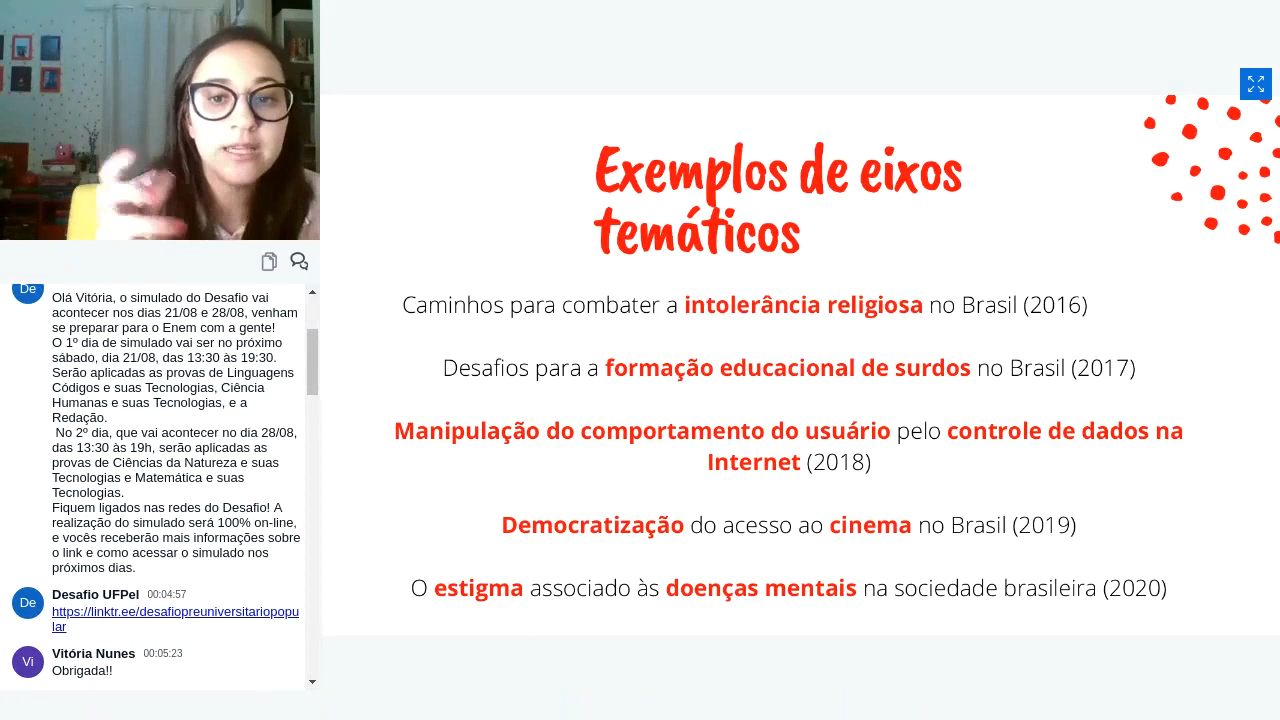 De
Olá Vitória, o simulado do Desafio vai
acontecer nos dias 21/08 e 28/08, venham
se preparar para o Enem com a gente!
O 1º dia de simulado vai ser no próximo
sábado, dia 21/08, das 13:30 às 19:30.
Serão aplicadas as provas de Linguagens
Códigos e suas Tecnologias, Ciência
Humanas e suas Tecnologias, e a
Redação.
No 2º dia, que vai acontecer no dia 28/08,
das 13:30 às 19h, serão aplicadas as
provas de Ciências da Natureza e suas
Tecnologias e Matemática e suas
Tecnologias.
Fiquem ligados nas redes do Desafio! A
realização do simulado será 100% on-line,
e vocês receberão mais informações sobre
o link e como acessar o simulado nos
próximos dias.
De
Desafio UFPel 00:04:57
https://linktr.ee/desafiopreuniversitariopopu
lar
Vi
Vitória Nunes 00:05:23
Obrigada!!
Exemplos de eixos
temáticos
Caminhos para combater a intolerância religiosa no Brasil (2016)
Desafios para a formação educacional de surdos no Brasil (2017)
Manipulação do comportamento do usuário pelo controle de dados na
Internet (2018)
Democratização do acesso ao cinema no Brasil (2019)
O estigma associado às doenças mentais na sociedade brasileira (2020)